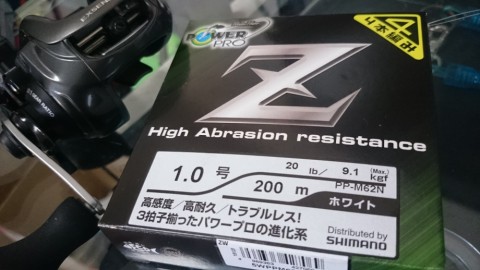 POWER
PRO
4
4本編み
Z
High Abrasion resistance
1.0 号
20 lb/ 9.1 (Max.) kgf
200 m
PP-M62N
ホワイト
高感度/高耐久/トラブルレス!
3拍子揃ったパワープロの進化系
Distributed by
SHIMANO
ZW